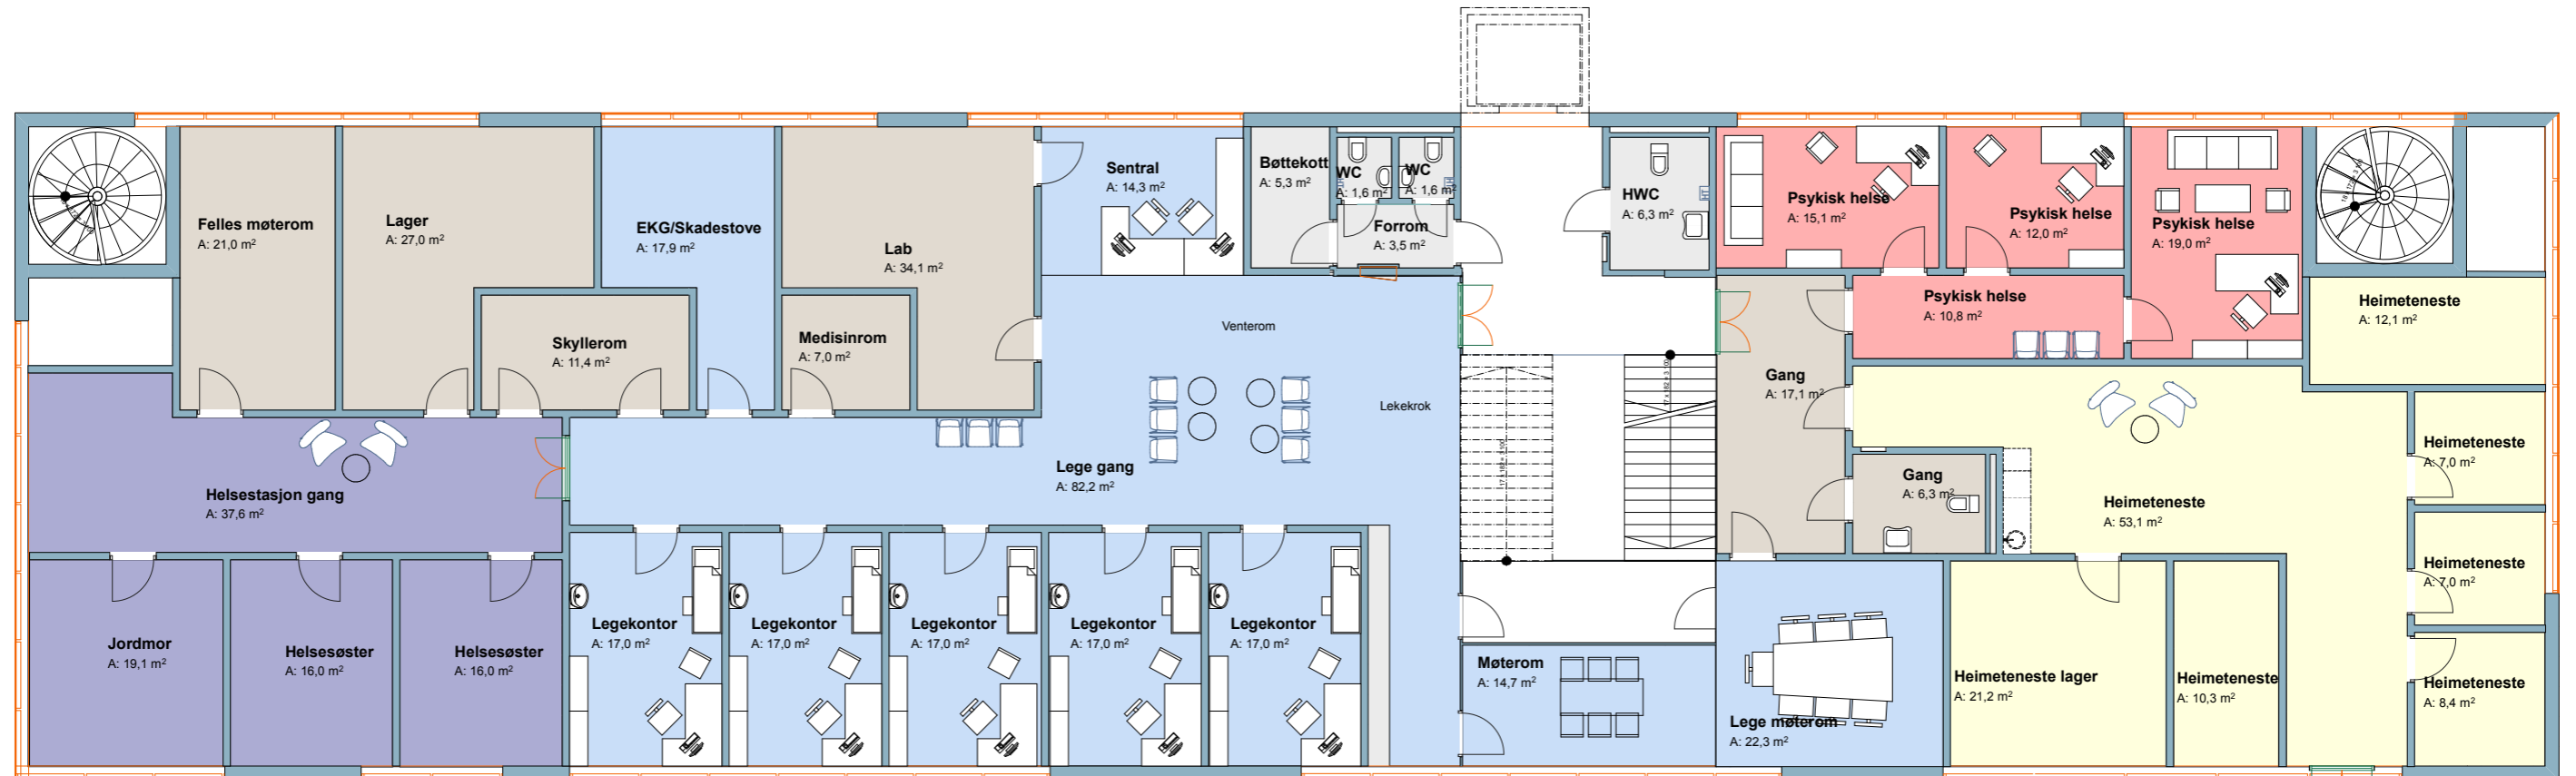 Felles møterom
A: 21,0 m²
Lager
A: 27,0 m²
EKG/Skadestove
A: 17,9 m²
Lab
A: 34,1 m²
Sentral
A: 14,3 m²
Bøttekott
A: 5,3 m²
WC
A: 1,6 m²
WC
A: 1,6 m²
Forrom
A: 3,5 m²
HWC
A: 6,3 m²
Psykisk helse
A: 15,1 m²
Psykisk helse
A: 12,0 m²
Psykisk helse
A: 19,0 m²
Skyllerom
A: 11,4 m²
Medisinrom
A: 7,0 m²
Venterom
Lekekrok
Psykisk helse
A: 10,8 m²
Heimeteneste
A: 12,1 m²
Gang
A: 17,1 m²
Helsestasjon gang
A: 37,6 m²
Lege gang
A: 82,2 m²
Gang
A: 6,3 m²
Heimeteneste
A: 53,1 m²
Heimeteneste
A: 7,0 m²
Heimeteneste
A: 7,0 m²
Heimeteneste
A: 8,4 m²
Jordmor
A: 19,1 m²
Helsesøster
A: 16,0 m²
Helsesøster
A: 16,0 m²
Legekontor
A: 17,0 m²
Legekontor
A: 17,0 m²
Legekontor
A: 17,0 m²
Legekontor
A: 17,0 m²
Legekontor
A: 17,0 m²
Møterom
A: 14,7 m²
Lege møterom
A: 22,3 m²
Heimeteneste lager
A: 21,2 m²
Heimeteneste
A: 10,3 m²